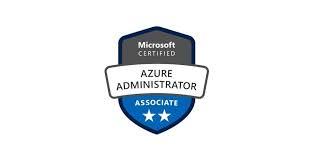 Microsoft
CERTIFIED
AZURE
ADMINISTRATOR
ASSOCIATE